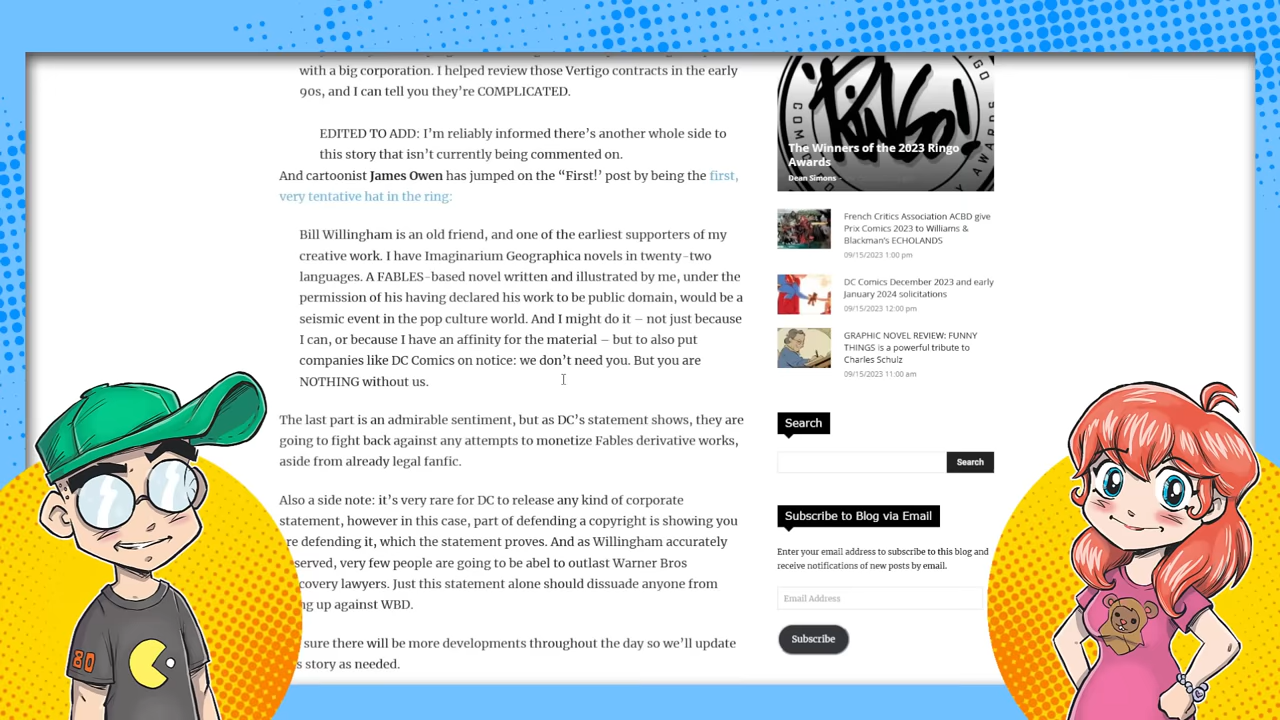 with a big corporation. I helped review those Vertigo contracts in the early
90s, and I can tell you they're COMPLICATED.
EDITED TO ADD: I'm reliably informed there's another whole side to
this story that isn't currently being commented on.
And cartoonist James Owen has jumped on the “First!' post by being the first,
very tentative hat in the ring:
Bill Willingham is an old friend, and one of the earliest supporters of my
creative work. I have Imaginarium Geographica novels in twenty-two
languages. A FABLES-based novel written and illustrated by me, under the
permission of his having declared his work to be public domain, would be a
seismic event in the pop culture world. And I might do it – not just because
I can, or because I have an affinity for the material – but to also put
companies like DC Comics on notice: we don't need you. But you are
NOTHING without us.
The last part is an admirable sentiment, but as DC's statement shows, they are
going to fight back against any attempts to monetize Fables derivative works,
aside from already legal fanfic.
Also a side note: it's very rare for DC to release any kind of corporate
statement, however in this case, part of defending a copyright is showing you
re defending it, which the statement proves. And as Willingham accurately
served, very few people are going to be abel to outlast Warner Bros
covery lawyers. Just this statement alone should dissuade anyone from
ng up against WBD.
sure there will be more developments throughout the day so we'll update
s story as needed.
RINGO!
AWARDS
The Winners of the 2023 Ringo
Awards
Dean Simons -
French Critics Association ACBD give
Prix Comics 2023 to Williams &
Blackman's ECHOLANDS
09/15/2023 1:00 pm
DC Comics December 2023 and early
January 2024 solicitations
09/15/2023 12:00 pm
GRAPHIC NOVEL REVIEW: FUNNY
THINGS is a powerful tribute to
Charles Schulz
09/15/2023 11:00 am
Search
Search
Subscribe to Blog via Email
Enter your email address to subscribe to this blog and
receive notifications of new posts by email.
Email Address
Subscribe
80